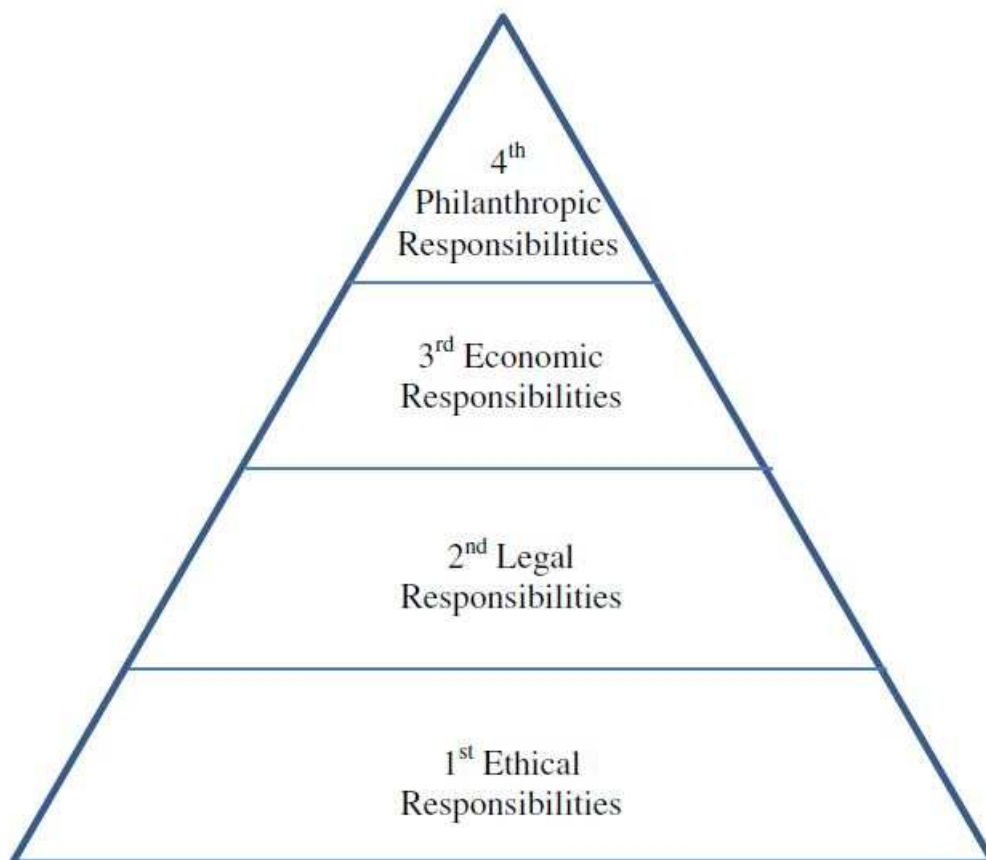 4th
Philanthropic
Responsibilities
3rd Economic
Responsibilities
2nd Legal
Responsibilities
1st Ethical
Responsibilities